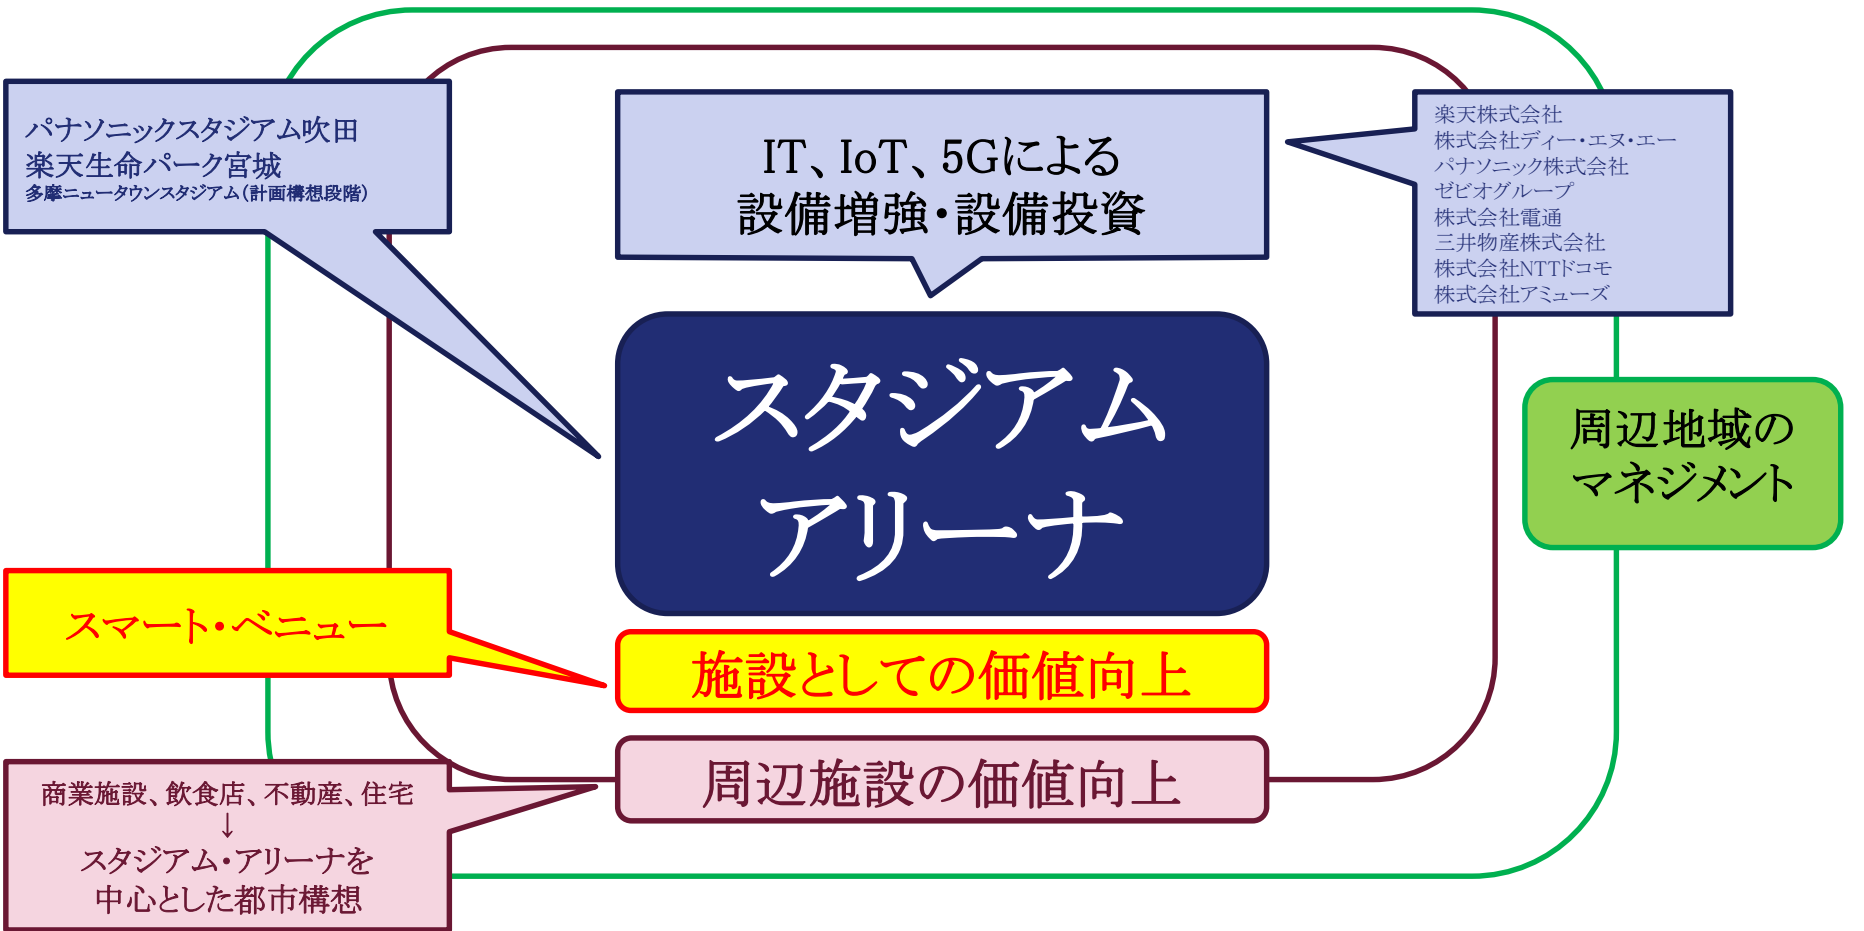 パナソニックスタジアム吹田
楽天生命パーク宮城
多摩ニュータウンスタジアム（計画構想段階）
IT、IoT、5Gによる
設備増強・設備投資
楽天株式会社
株式会社ディー・エヌ・エー
パナソニック株式会社
ゼビオグループ
株式会社電通
三井物産株式会社
株式会社NTTドコモ
株式会社アミューズ
スタジアム
アリーナ
周辺地域の
マネジメント
スマート・ベニュー
施設としての価値向上
周辺施設の価値向上
商業施設、飲食店、不動産、住宅
↓
スタジアム・アリーナを
中心とした都市構想